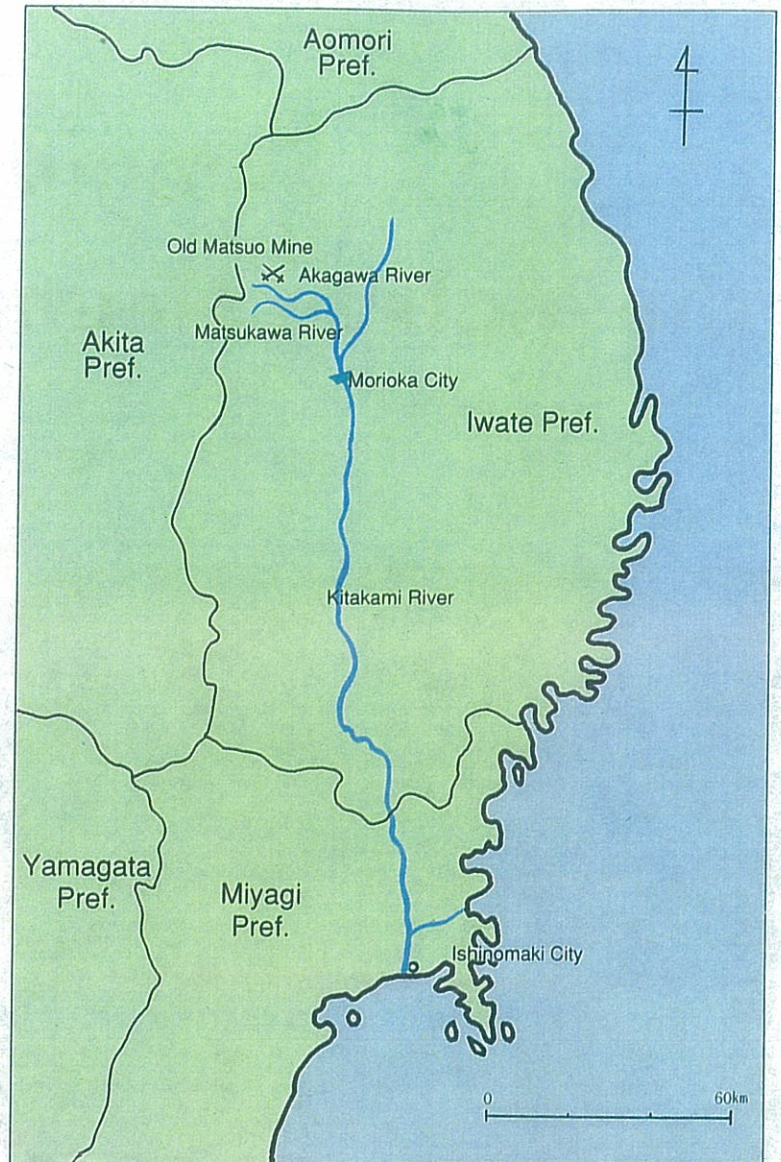 Aomori
Pref.
4
Old Matsuo Mine
Akagawa River
Matsukawa River
Akita
Pref.
Morioka City
Iwate Pref.
Kitakami River
Yamagata
Pref.
Miyagi
Pref.
Ishinomaki City
0
60km